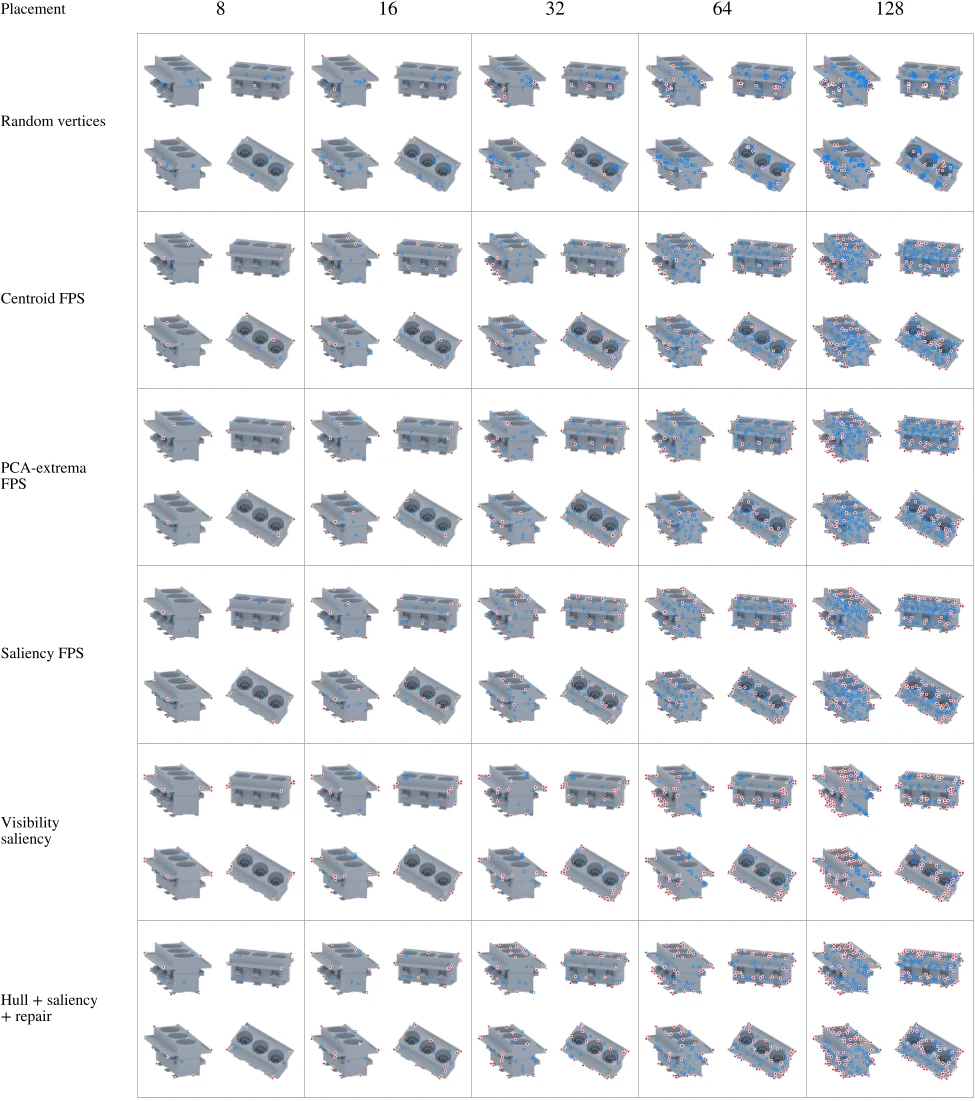 Placement 8 16 32 64 128
Random vertices
Centroid FPS
PCA-extrema
FPS
Saliency FPS
Visibility
saliency
Hull + saliency
+ repair